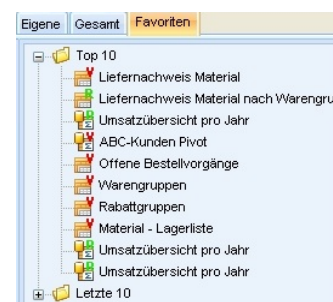 Eigene Gesamt Favoriten
Top 10
Liefernachweis Material
Liefernachweis Material nach Warengru
Umsatzübersicht pro Jahr
ABC-Kunden Pivot
Offene Bestellvorgänge
Warengruppen
Rabattgruppen
Material - Lagerliste
Umsatzübersicht pro Jahr
Umsatzübersicht pro Jahr
Letzte 10